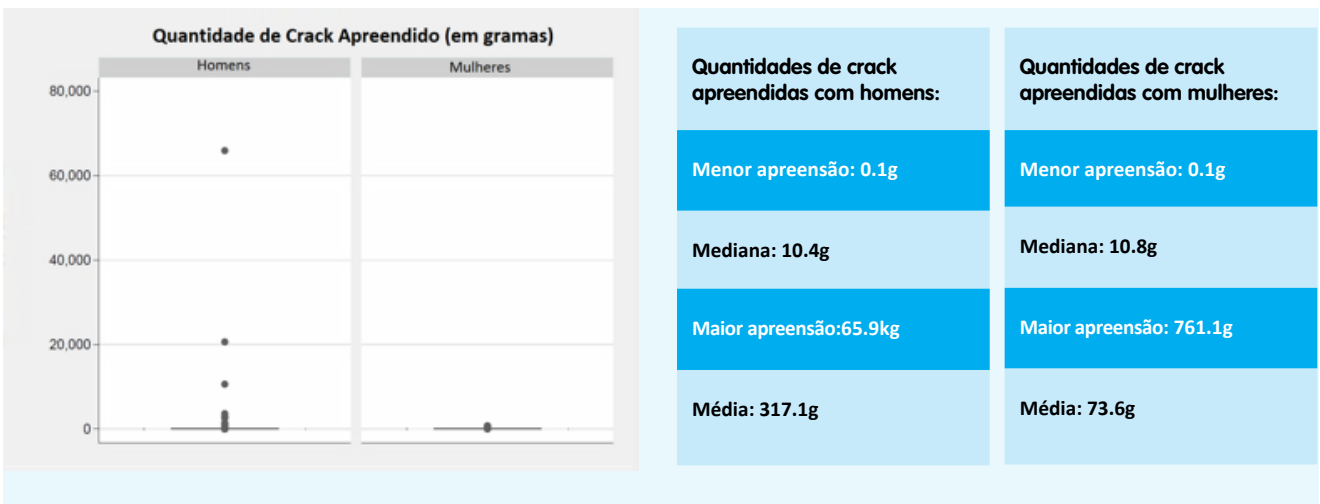 Quantidade de Crack Apreendido (em gramas)
Homens
Mulheres
80,000
60,000
40,000
20,000
0
Quantidades de crack
apreendidas com homens:
Menor apreensão: 0.1g
Mediana: 10.4g
Maior apreensão:65.9kg
Média: 317.1g
Quantidades de crack
apreendidas com mulheres:
Menor apreensão: 0.1g
Mediana: 10.8g
Maior apreensão: 761.1g
Média: 73.6g